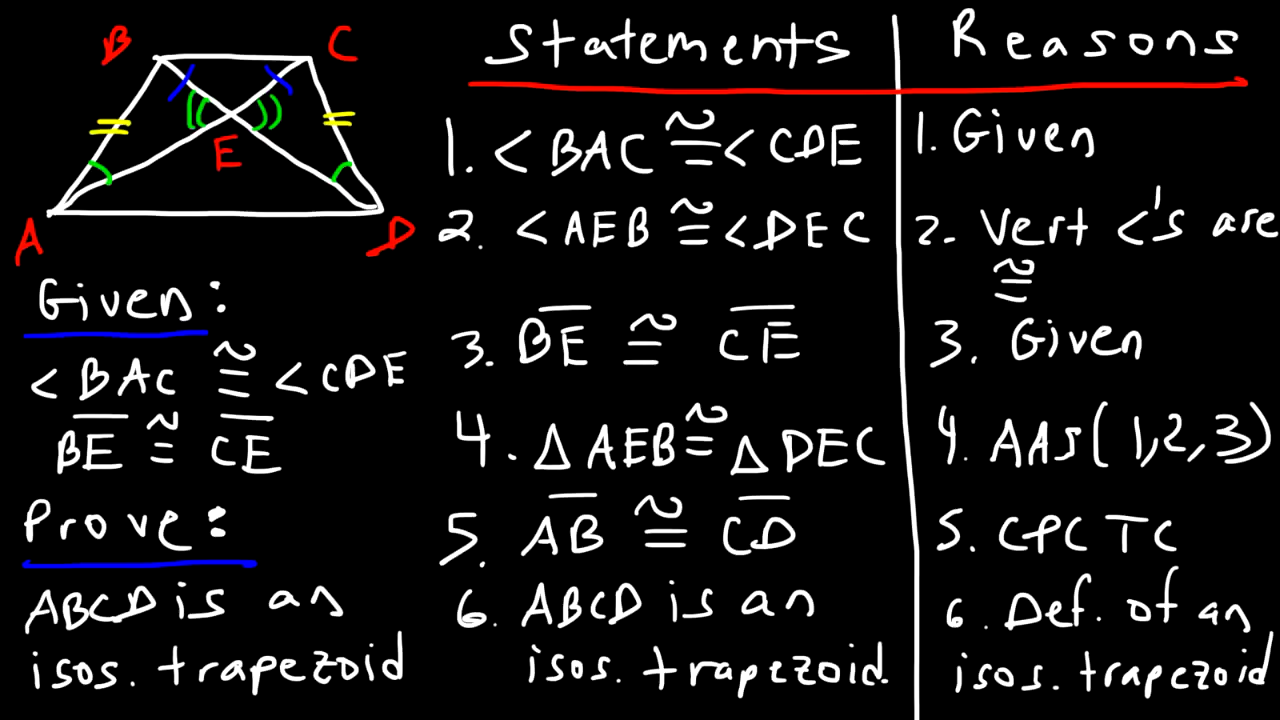 B
C
E
A
D
Given:
<BAC ≅ <CDE
BE ≅ CE
Prove:
ABCD is an
isos. trapezoid
Statements
1. <BAC ≅ <CDE
2. <AEB ≅ <DEC
3. BE ≅ CE
4. △AEB ≅ △DEC
5. AB ≅ CD
6. ABCD is an
isos. trapezoid.
Reasons
1. Given
2. Vert <'s are
≅
3. Given
4. AAS(1,2,3)
5. CPCTC
6. Def. of an
isos. trapezoid